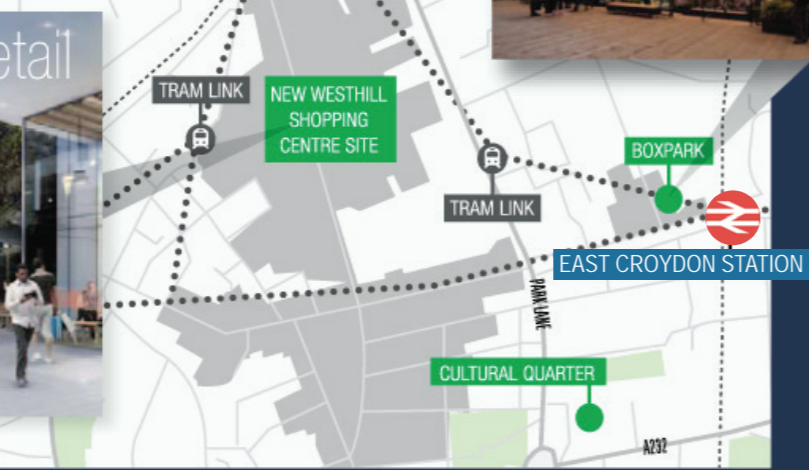 etail
TRAM LINK
NEW WESTHILL
SHOPPING
CENTRE SITE
BOXPARK
TRAM LINK
EAST CROYDON STATION
PARK LANE
CULTURAL QUARTER
A232